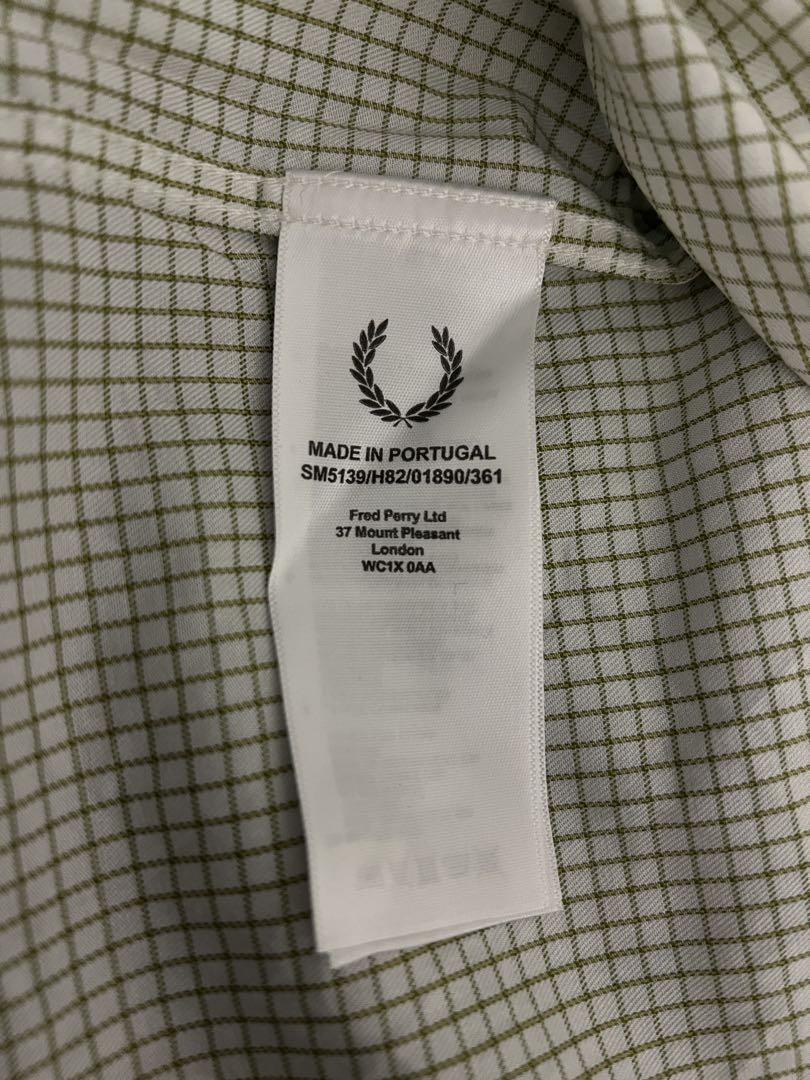 MADE IN PORTUGAL
SM5139/H82/01890/361
Fred Perry Ltd
37 Mount Pleasant
London
WC1X 0AA